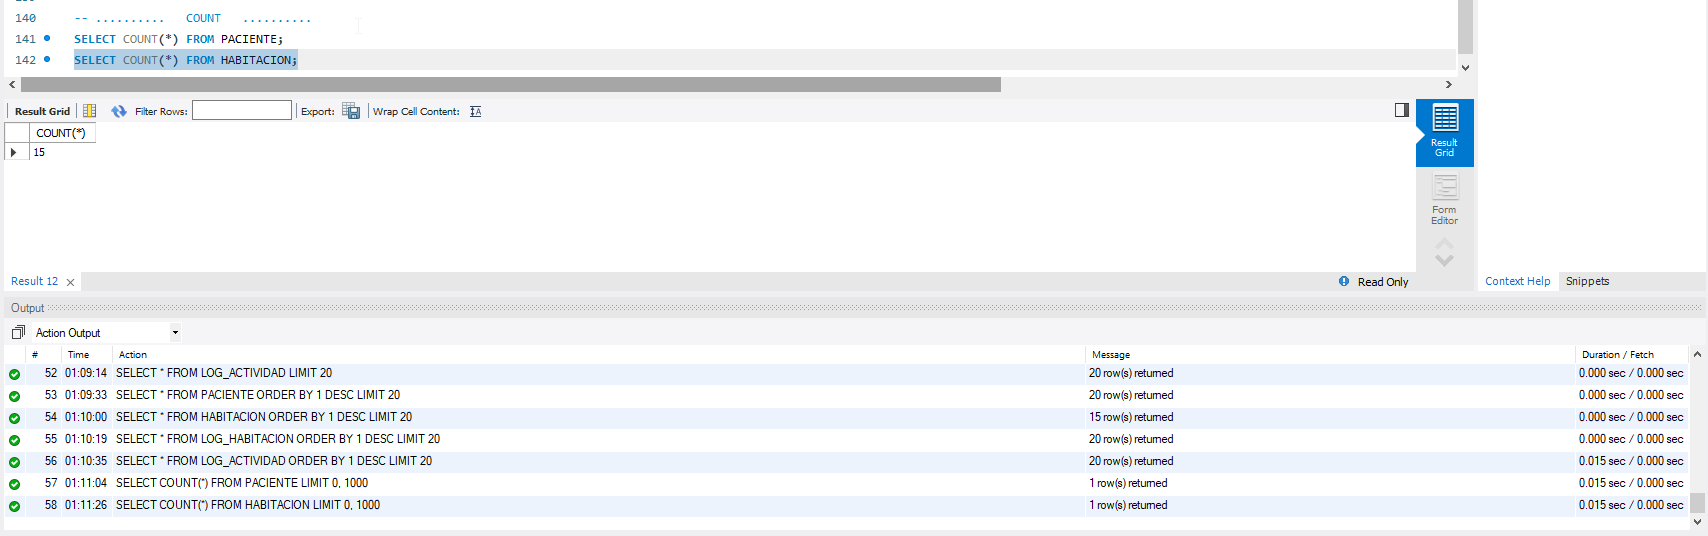 140 -- .......... COUNT ..........
141 SELECT COUNT(*) FROM PACIENTE;
142 SELECT COUNT(*) FROM HABITACION;
Result Grid Filter Rows: Export: Wrap Cell Content:
COUNT(*)
15
Result Grid
Form Editor
Result 12 Read Only Context Help Snippets
Output
Action Output
# Time Action Message Duration / Fetch
52 01:09:14 SELECT * FROM LOG_ACTIVIDAD LIMIT 20 20 row(s) returned 0.000 sec / 0.000 sec
53 01:09:33 SELECT * FROM PACIENTE ORDER BY 1 DESC LIMIT 20 20 row(s) returned 0.000 sec / 0.000 sec
54 01:10:00 SELECT * FROM HABITACION ORDER BY 1 DESC LIMIT 20 15 row(s) returned 0.000 sec / 0.000 sec
55 01:10:19 SELECT * FROM LOG_HABITACION ORDER BY 1 DESC LIMIT 20 20 row(s) returned 0.000 sec / 0.000 sec
56 01:10:35 SELECT * FROM LOG_ACTIVIDAD ORDER BY 1 DESC LIMIT 20 20 row(s) returned 0.015 sec / 0.000 sec
57 01:11:04 SELECT COUNT(*) FROM PACIENTE LIMIT 0, 1000 1 row(s) returned 0.015 sec / 0.000 sec
58 01:11:26 SELECT COUNT(*) FROM HABITACION LIMIT 0, 1000 1 row(s) returned 0.015 sec / 0.000 sec